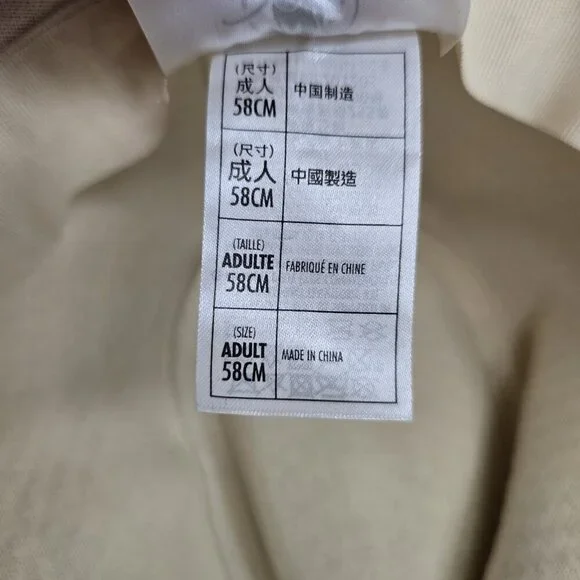 (尺寸)
成人
58CM
中国制造
(尺寸)
成人
58CM
中國製造
(TAILLE)
ADULTE
58CM
FABRIQUÉ EN CHINE
(SIZE)
ADULT
58CM
MADE IN CHINA